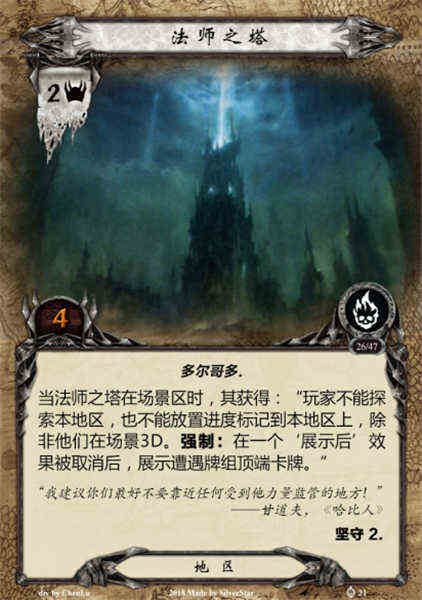 法师之塔
2
4
26/47
多尔哥多.
当法师之塔在场景区时，其获得：“玩家不能探
索本地区，也不能放置进度标记到本地区上，除
非他们在场景3D。强制：在一个‘展示后’效
果被取消后，展示遭遇牌组顶端卡牌。”
“我建议你们最好不要靠近任何受到他力量监管的地方！”
——甘道夫，《哈比人》
坚守 2.
地 区
diy by ChenLu
2018 Made by SilverStar
21